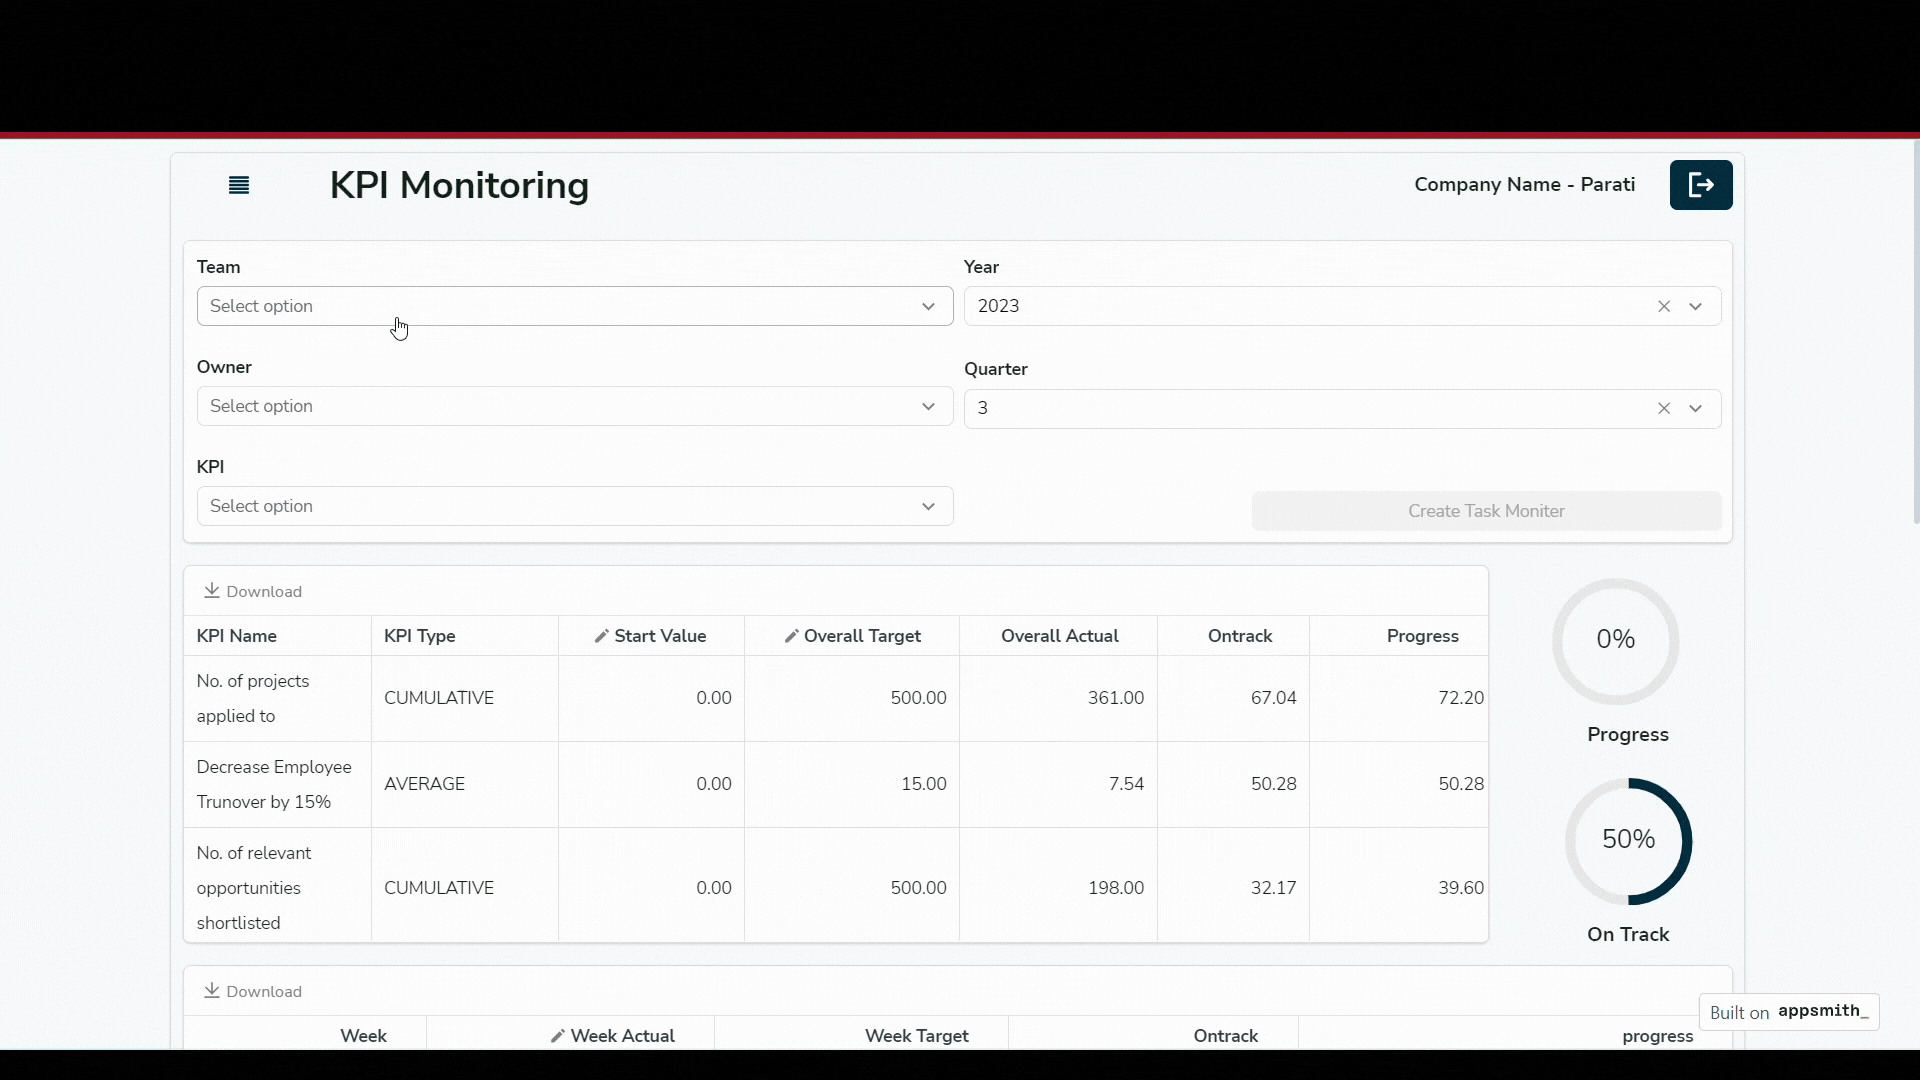 KPI Monitoring
Company Name - Parati
Team
Year
Select option
2023
Owner
Quarter
Select option
3
KPI
Select option
Create Task Moniter
Download
KPI Name KPI Type Start Value Overall Target Overall Actual Ontrack Progress
No. of projects
applied to
CUMULATIVE 0.00 500.00 361.00 67.04 72.20
Decrease Employee
Trunover by 15%
AVERAGE 0.00 15.00 7.54 50.28 50.28
No. of relevant
opportunities
shortlisted
CUMULATIVE 0.00 500.00 198.00 32.17 39.60
0%
Progress
50%
On Track
Download
Week Week Actual Week Target Ontrack progress
Built on appsmith_